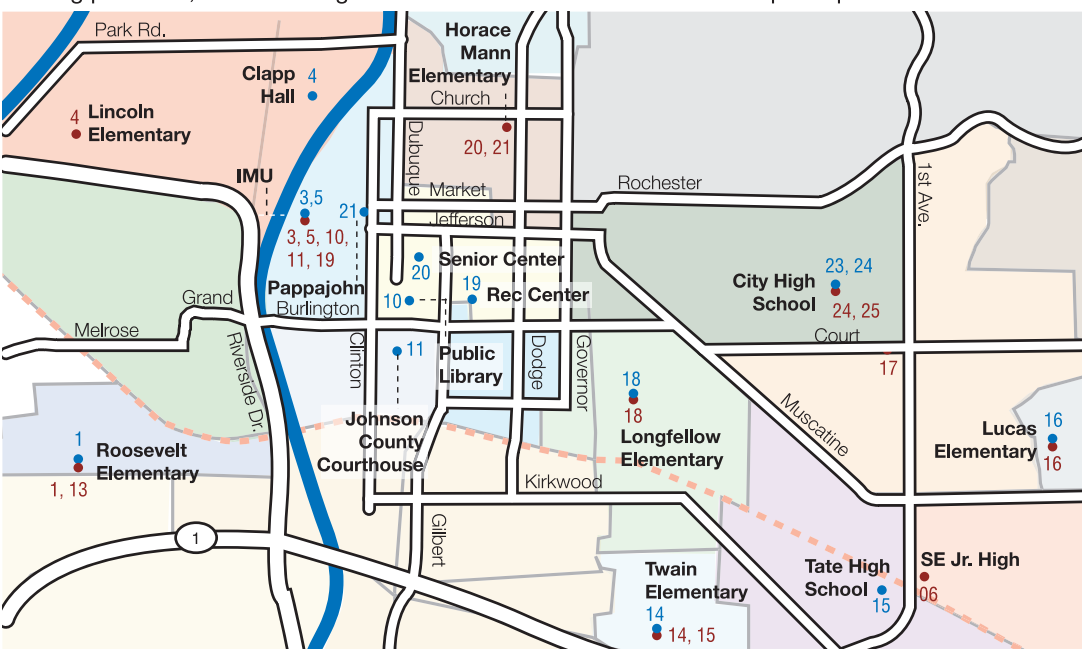 Park Rd.
Horace
Mann
Elementary
Clapp
Hall
4
Church
4
Lincoln
Elementary
20, 21
Dubuque
IMU
Market
Rochester
1st Ave.
3,5
21
Jefferson
3, 5, 10,
11, 19
Senior Center
20
City High
School
23, 24
24, 25
Pappajohn
10
19
Rec Center
Grand
Burlington
Melrose
Court
17
Riverside Dr.
Clinton
11
Public
Library
Dodge
Governor
18
18
Muscatine
Johnson
County
Courthouse
Longfellow
Elementary
Lucas
Elementary
16
16
1
Roosevelt
Elementary
1, 13
Kirkwood
1
Gilbert
Twain
Elementary
14
14, 15
Tate High
School
15
SE Jr. High
06